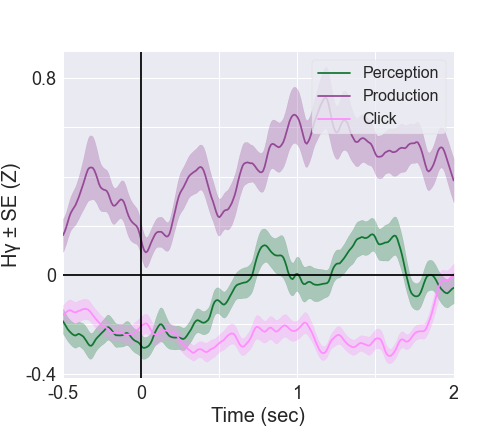 Perception
Production
Click
0.8
0
-0.4
Hγ ± SE (Z)
-0.5 0 1 2
Time (sec)